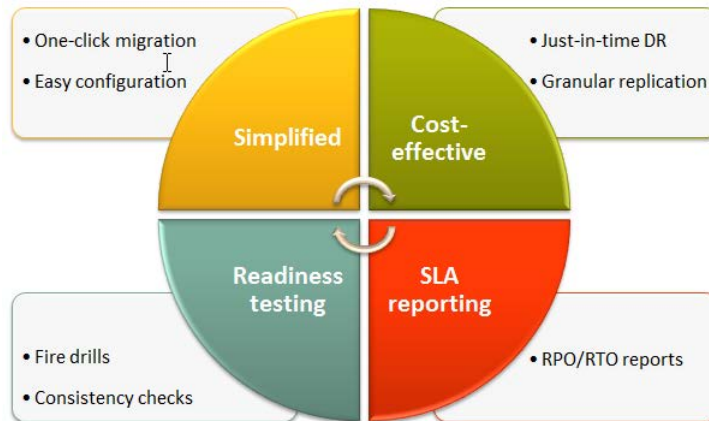 • One-click migration
• Easy configuration
Simplified
Cost-
effective
• Just-in-time DR
• Granular replication
Readiness
testing
SLA
reporting
• Fire drills
• Consistency checks
• RPO/RTO reports